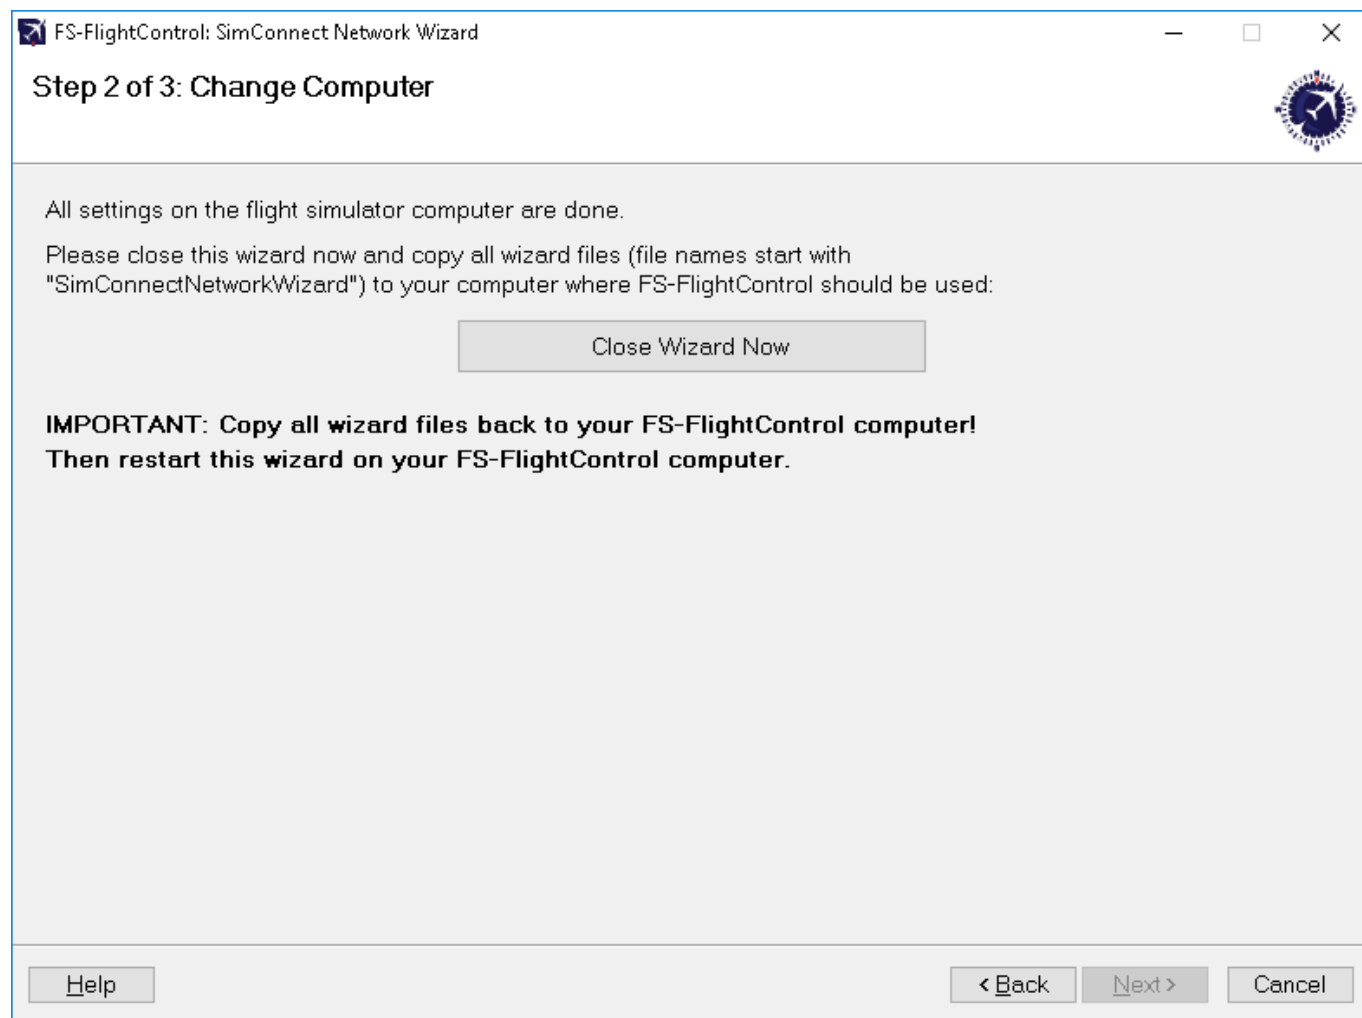 FS-FlightControl: SimConnect Network Wizard
Step 2 of 3: Change Computer
All settings on the flight simulator computer are done.
Please close this wizard now and copy all wizard files (file names start with
"SimConnectNetworkWizard") to your computer where FS-FlightControl should be used:
Close Wizard Now
IMPORTANT: Copy all wizard files back to your FS-FlightControl computer!
Then restart this wizard on your FS-FlightControl computer.
Help
< Back
Next >
Cancel